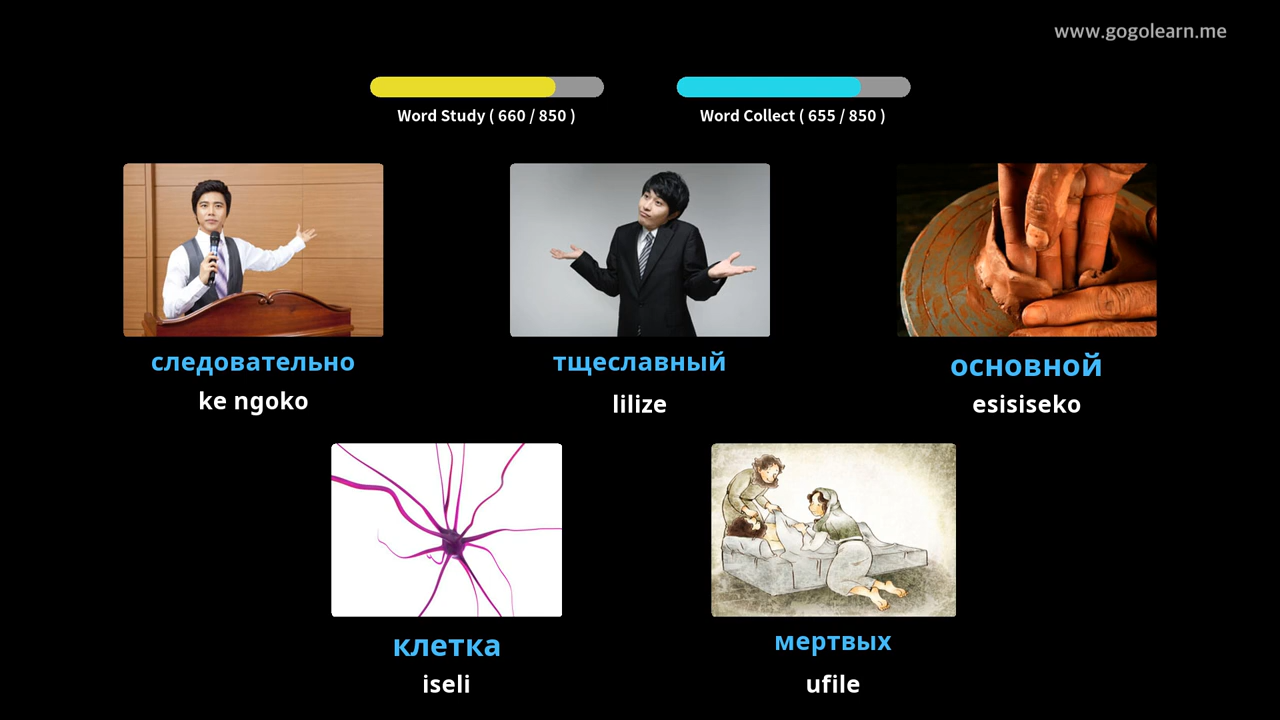 www.gogolearn.me
Word Study ( 660 / 850 )
Word Collect ( 655 / 850 )
следовательно
ke ngoko
тщеславный
lilize
основной
esisiseko
клетка
iseli
мертвых
ufile